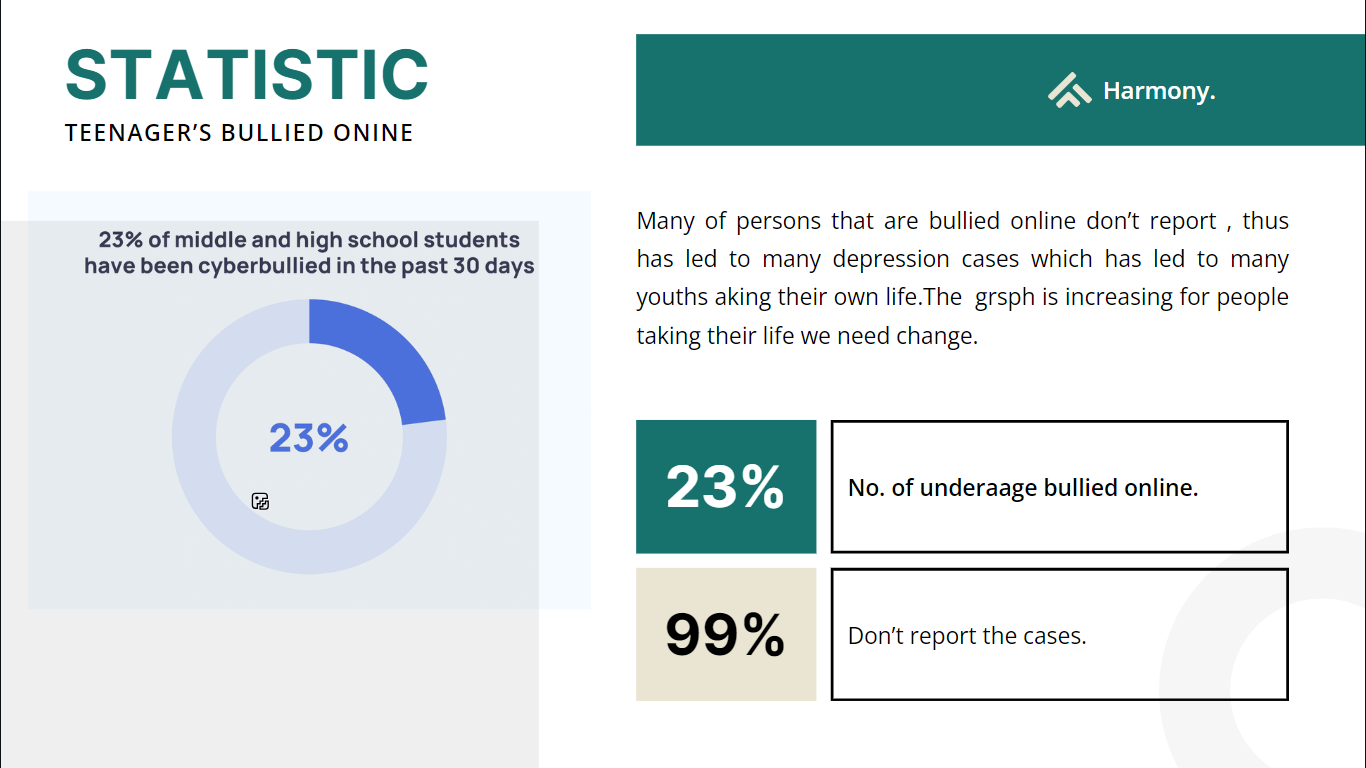 STATISTIC
TEENAGER’S BULLIED ONINE
Harmony.
23% of middle and high school students
have been cyberbullied in the past 30 days
23%
Many of persons that are bullied online don’t report , thus
has led to many depression cases which has led to many
youths aking their own life.The  grsph is increasing for people
taking their life we need change.
23%
No. of underaage bullied online.
99%
Don’t report the cases.